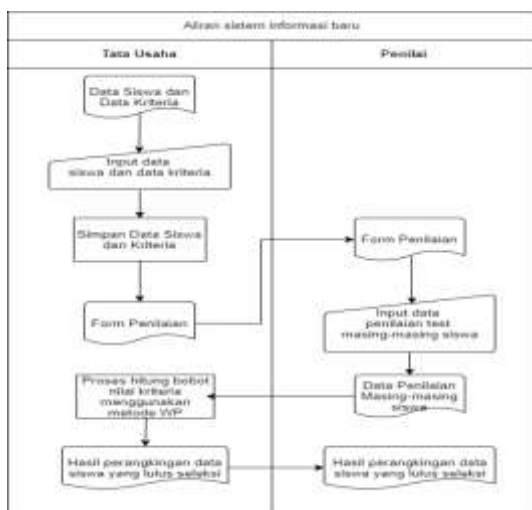 Aliran sistem informasi baru
Tata Usaha
Penilai
Data Siswa dan
Data Kriteria
Input data
siswa dan data kriteria
Simpan Data Siswa
dan Kriteria
Form Penilaian
Form Penilaian
Input data
penilaian test
masing-masing siswa
Data Penilaian
Masing-masing
siswa
Proses hitung bobot
nilai kriteria
menggunakan
metode WP
Hasil perangkingan data
siswa yang lulus seleksi
Hasil perangkingan data
siswa yang lulus seleksi